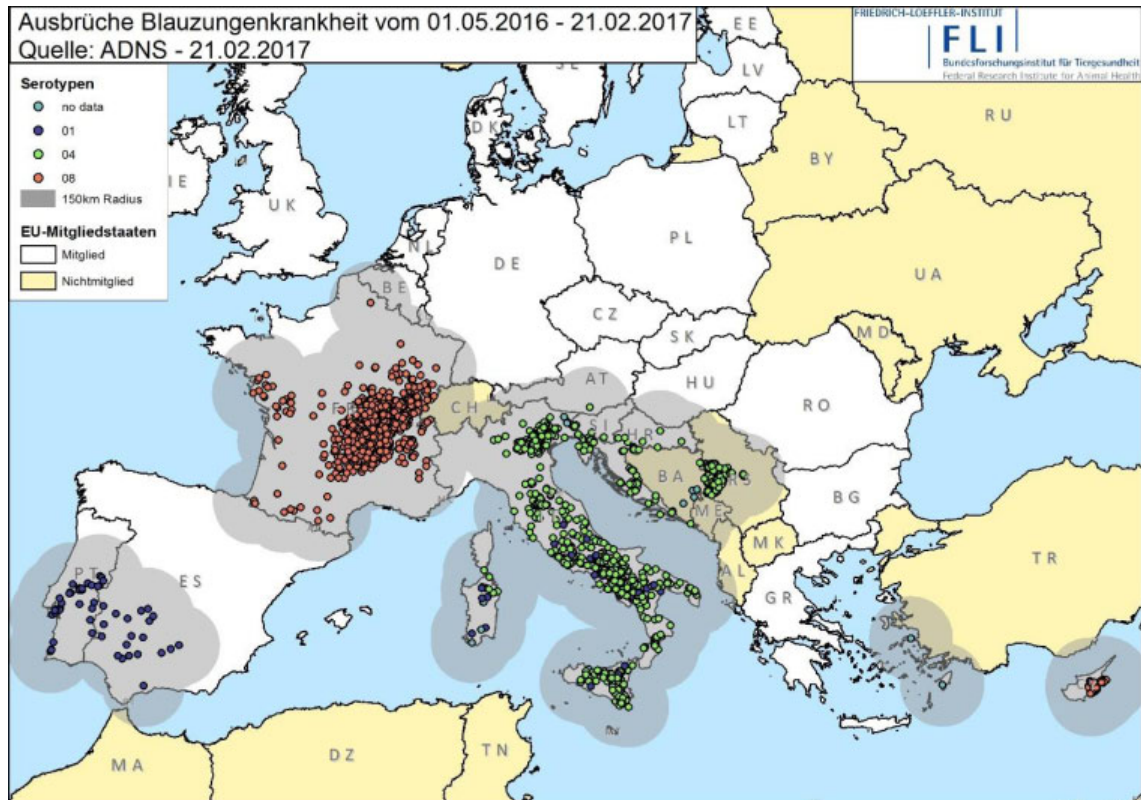 Ausbrüche Blauzungenkrankheit vom 01.05.2016 - 21.02.2017
Quelle: ADNS - 21.02.2017
FRIEDRICH-LOEFFLER-INSTITUT
FLI
Bundesforschungsinstitut für Tiergesundheit
Federal Research Institute for Animal Health
Serotypen
no data
01
04
08
150km Radius
EU-Mitgliedstaaten
Mitglied
Nichtmitglied
EE
SE
LV
RU
DK
LT
IE
BY
UK
NL
PL
DE
BE
UA
CZ
SK
MD
AT
HU
FR
CH
RO
SI
HR
BA
RS
ME
BG
PT
ES
MK
AL
TR
GR
MA
DZ
TN